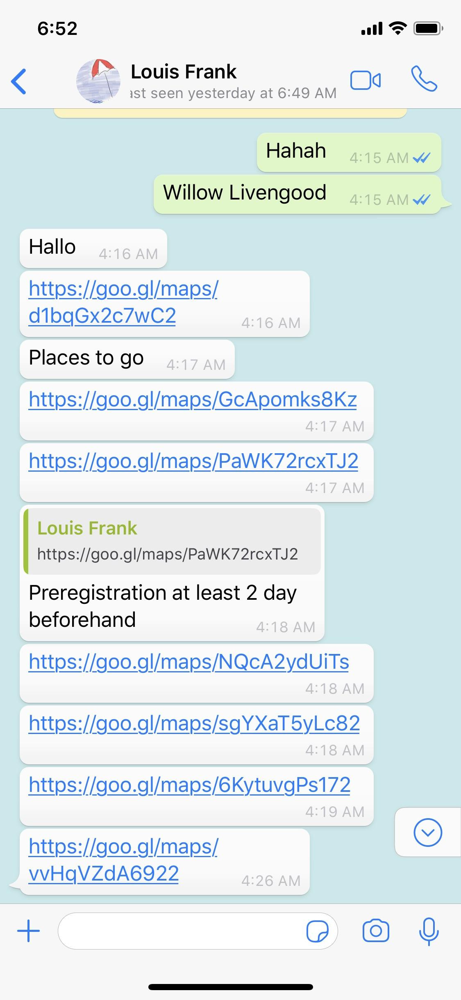 6:52
Louis Frank
ast seen yesterday at 6:49 AM
Hahah 4:15 AM
Willow Livengood 4:15 AM
Hallo 4:16 AM
https://goo.gl/maps/
d1bqGx2c7wC2 4:16 AM
Places to go 4:17 AM
https://goo.gl/maps/GcApomks8Kz
4:17 AM
https://goo.gl/maps/PaWK72rcxTJ2
4:17 AM
Louis Frank
https://goo.gl/maps/PaWK72rcxTJ2
Preregistration at least 2 day
beforehand 4:18 AM
https://goo.gl/maps/NQcA2ydUiTs
4:18 AM
https://goo.gl/maps/sgYXaT5yLc82
4:18 AM
https://goo.gl/maps/6KytuvgPs172
4:19 AM
https://goo.gl/maps/
vvHqVZdA6922 4:26 AM